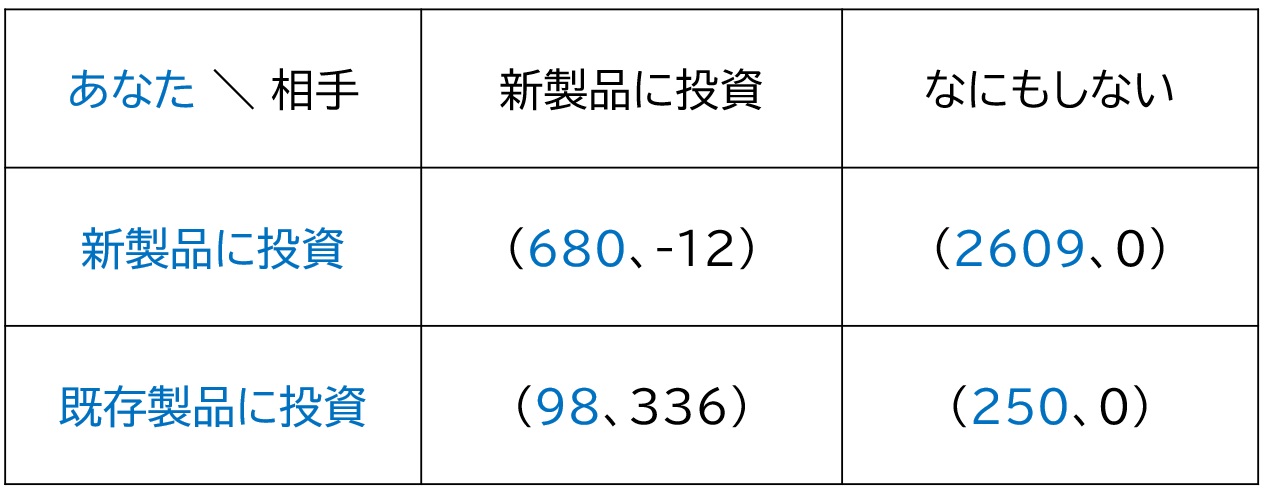 あなた ＼ 相手 新製品に投資 なにもしない
新製品に投資 （680、-12） （2609、0）
既存製品に投資 （98、336） （250、0）